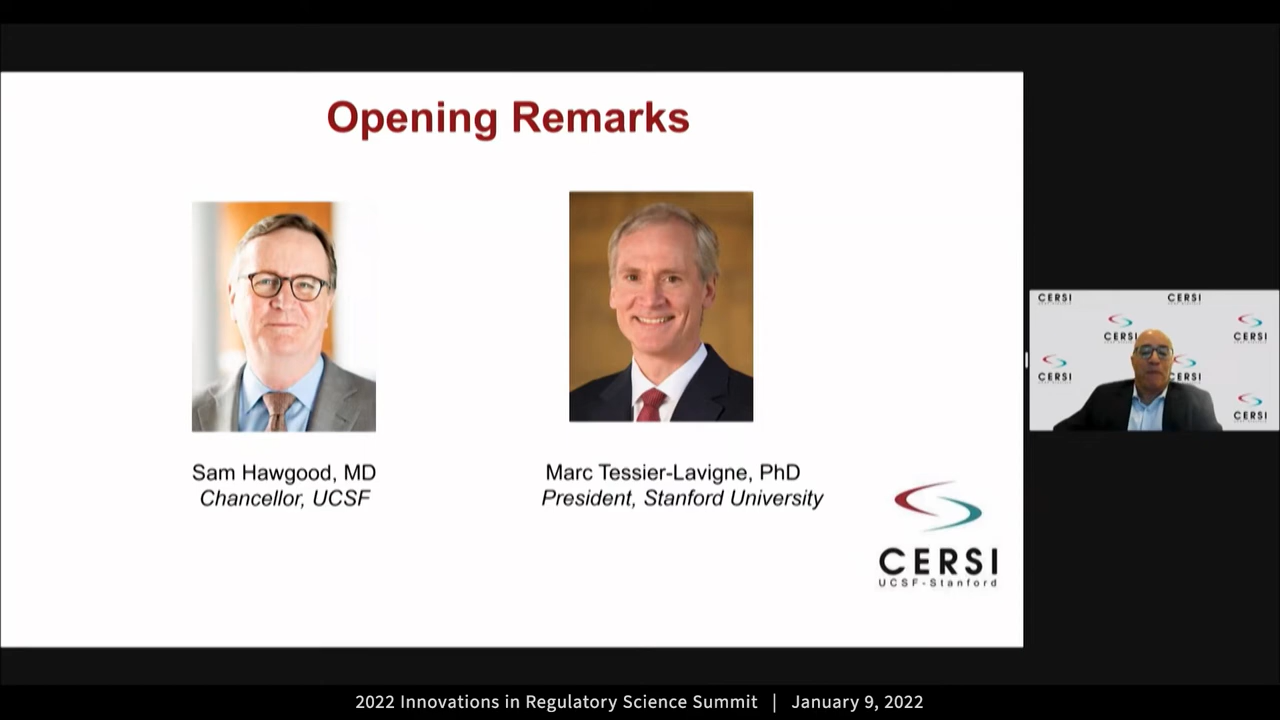 Opening Remarks
Sam Hawgood, MD
Chancellor, UCSF
Marc Tessier-Lavigne, PhD
President, Stanford University
CERSI
UCSF-Stanford
CERSI
CERSI
CERSI
CERSI
CERSI
CERSI
CERSI
2022 Innovations in Regulatory Science Summit | January 9, 2022